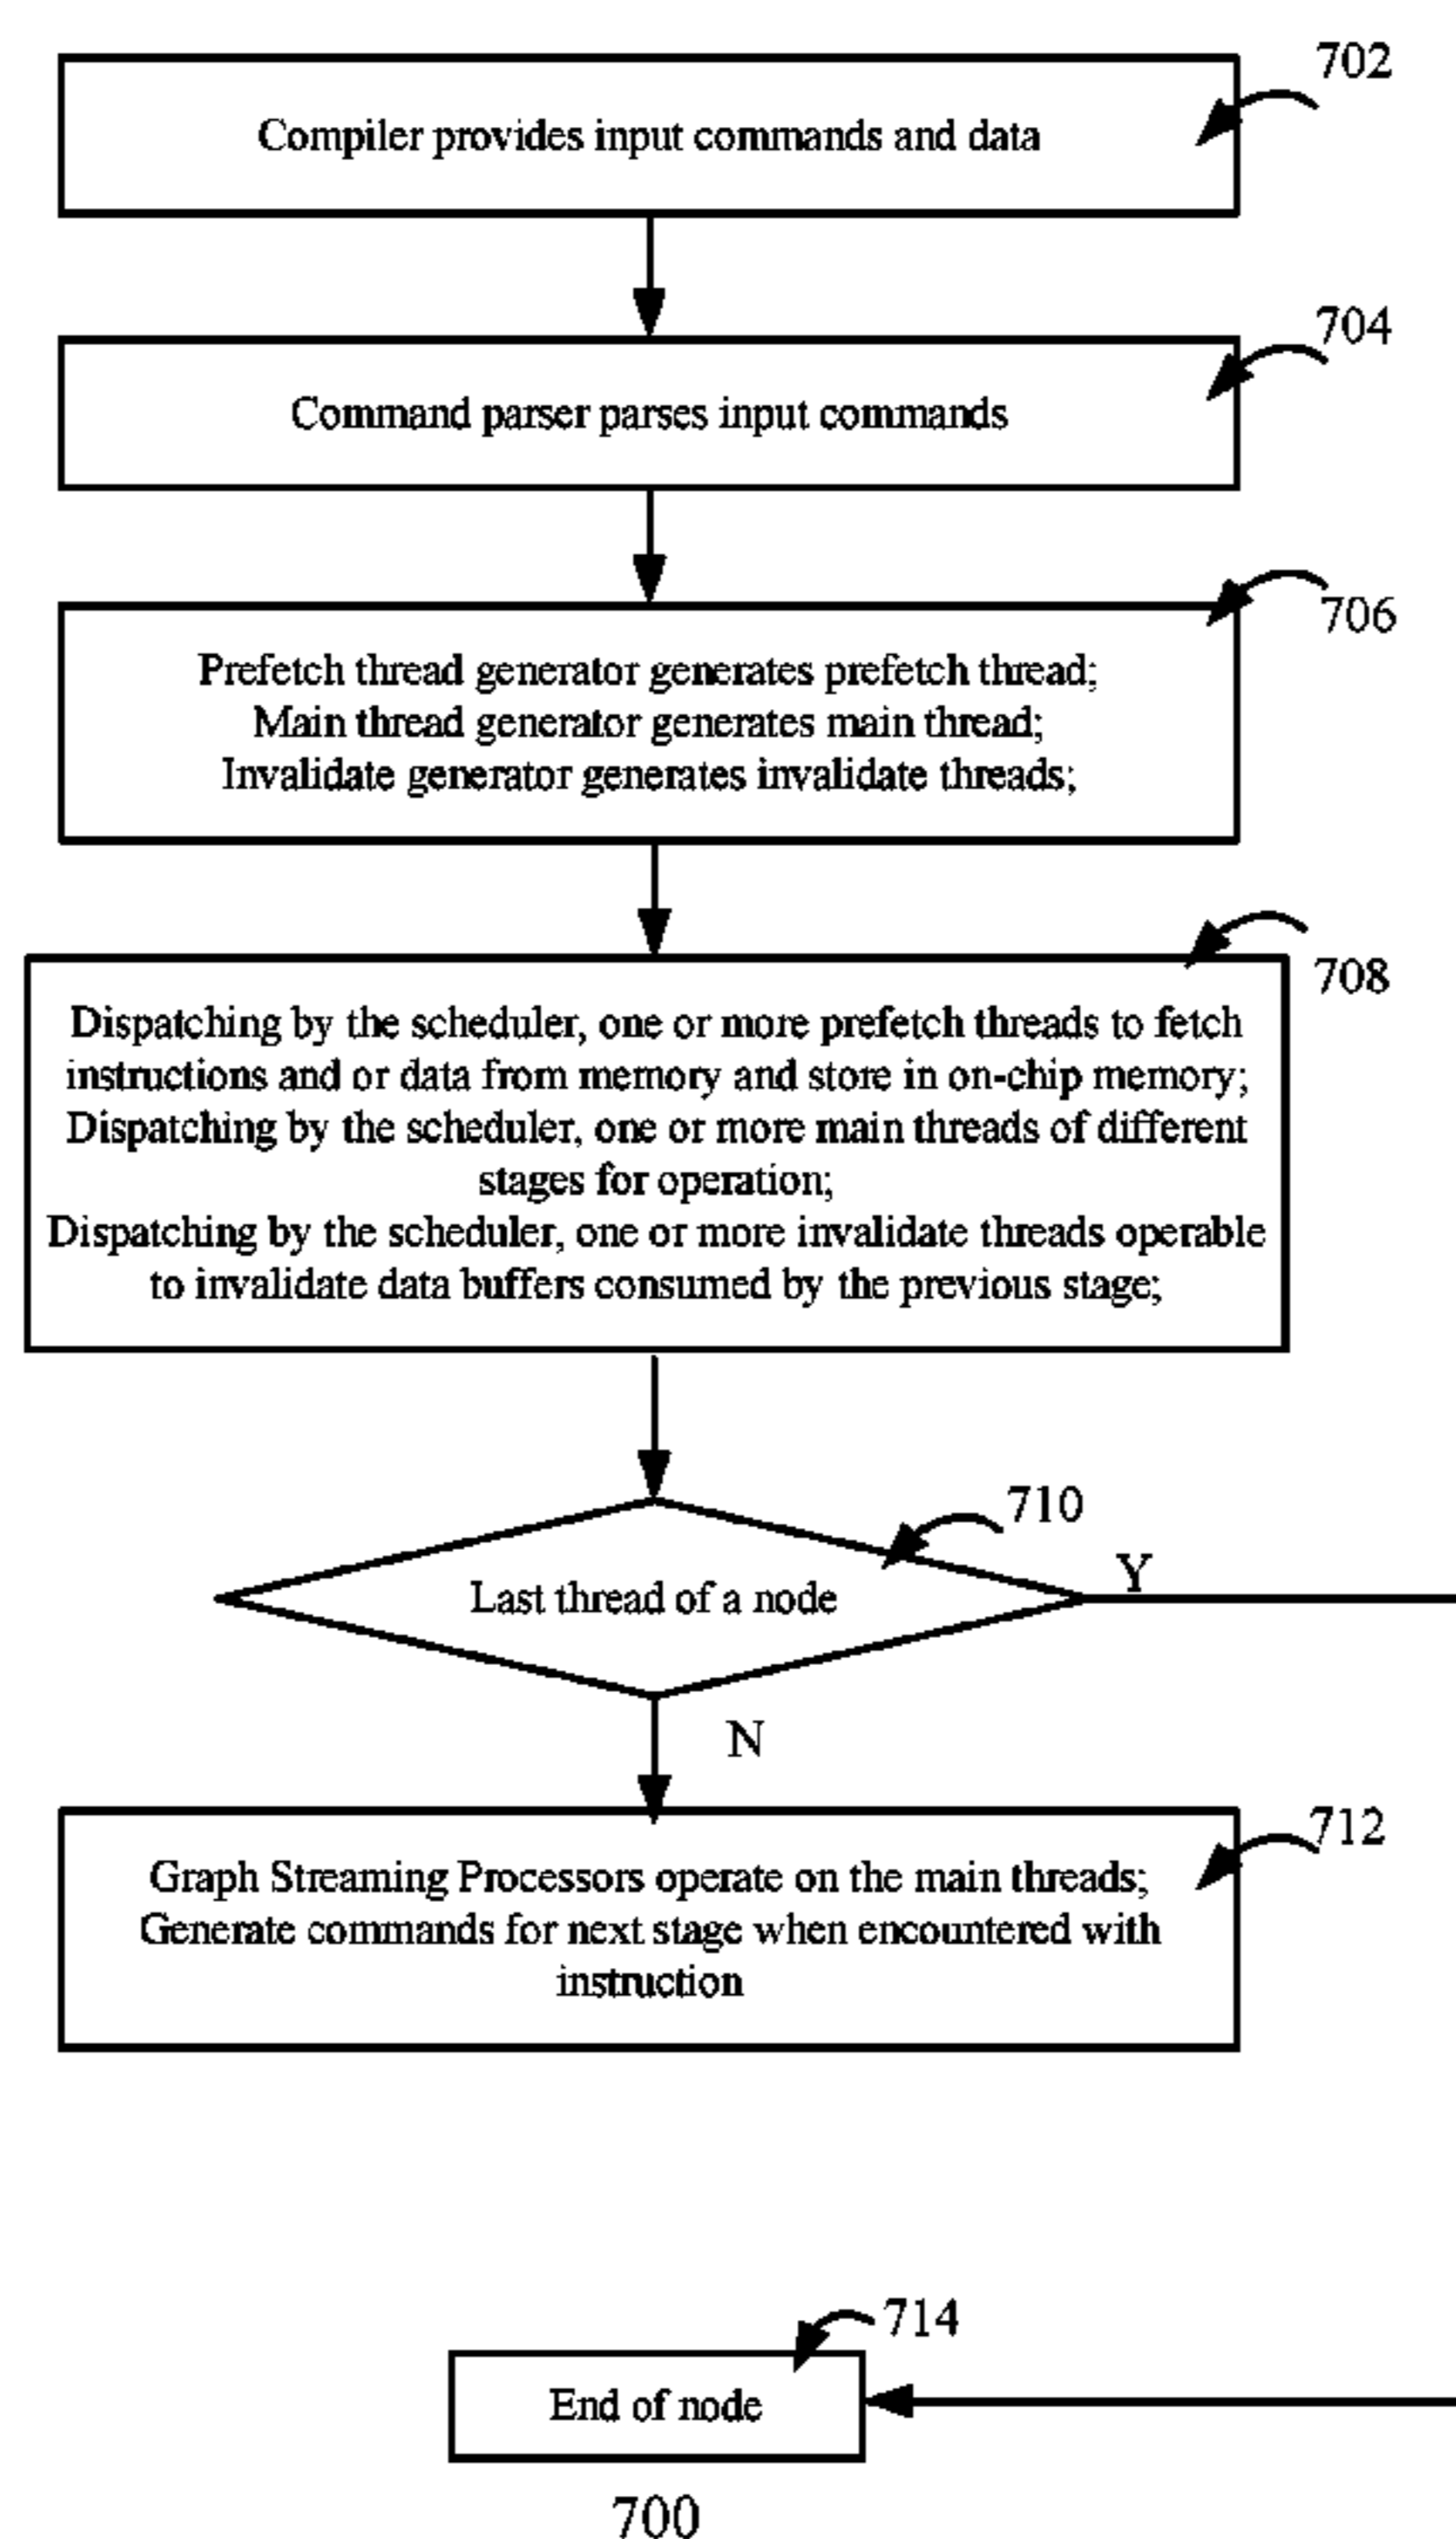 702
Compiler provides input commands and data
704
Command parser parses input commands
706
Prefetch thread generator generates prefetch thread;
Main thread generator generates main thread;
Invalidate generator generates invalidate threads;
708
Dispatching by the scheduler, one or more prefetch threads to fetch
instructions and or data from memory and store in on-chip memory;
Dispatching by the scheduler, one or more main threads of different
stages for operation;
Dispatching by the scheduler, one or more invalidate threads operable
to invalidate data buffers consumed by the previous stage;
710
Last thread of a node
Y
N
712
Graph Streaming Processors operate on the main threads;
Generate commands for next stage when encountered with
instruction
714
End of node
700